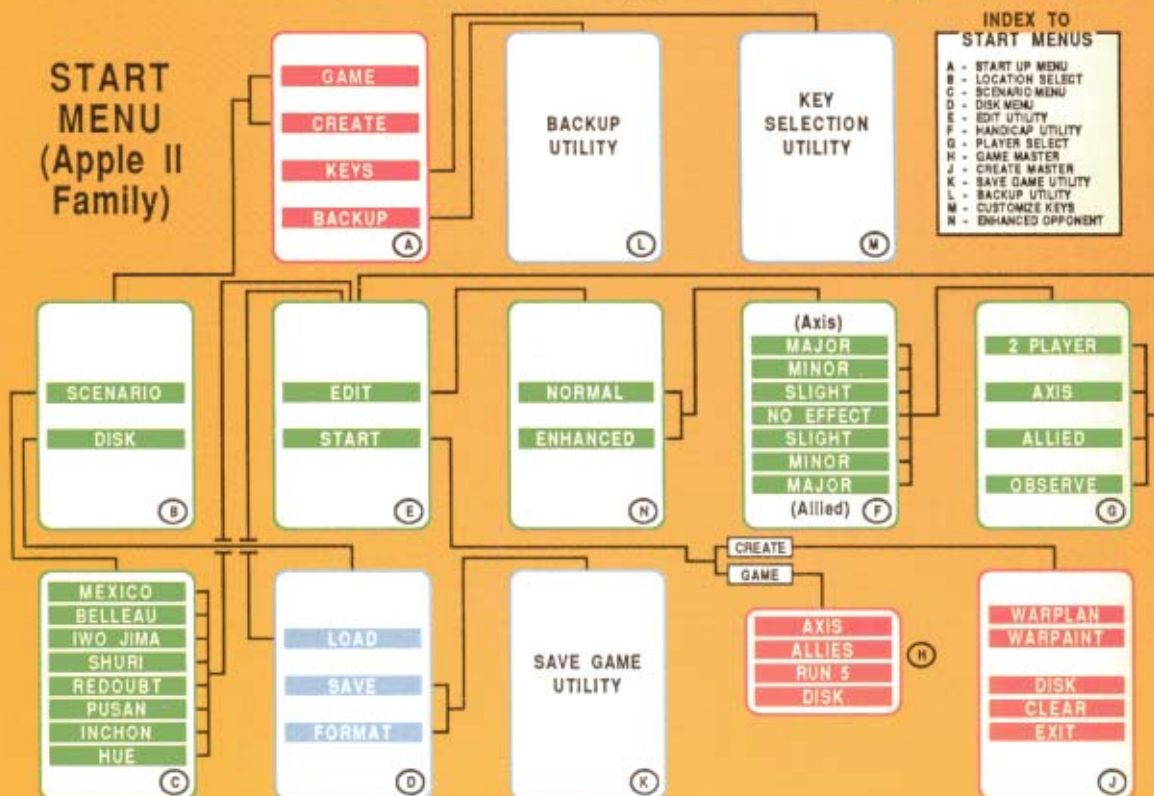 START
MENU
(Apple II
Family)
GAME
CREATE
KEYS
BACKUP
A
BACKUP
UTILITY
L
KEY
SELECTION
UTILITY
M
INDEX TO
START MENUS
A - START UP MENU
B - LOCATION SELECT
C - SCENARIO MENU
D - DISK MENU
E - EDIT UTILITY
F - HANDICAP UTILITY
G - PLAYER SELECT
H - GAME MASTER
J - CREATE MASTER
K - SAVE GAME UTILITY
L - BACKUP UTILITY
M - CUSTOMIZE KEYS
N - ENHANCED OPPONENT
SCENARIO
DISK
B
EDIT
START
E
NORMAL
ENHANCED
N
(Axis)
MAJOR
MINOR
SLIGHT
NO EFFECT
SLIGHT
MINOR
MAJOR
(Allied)
F
2 PLAYER
AXIS
ALLIED
OBSERVE
G
MEXICO
BELLEAU
IWO JIMA
SHURI
REDOUBT
PUSAN
INCHON
HUE
C
LOAD
SAVE
FORMAT
D
SAVE GAME
UTILITY
K
CREATE
GAME
AXIS
ALLIES
RUN 5
DISK
H
WARPLAN
WARPAINT
DISK
CLEAR
EXIT
J